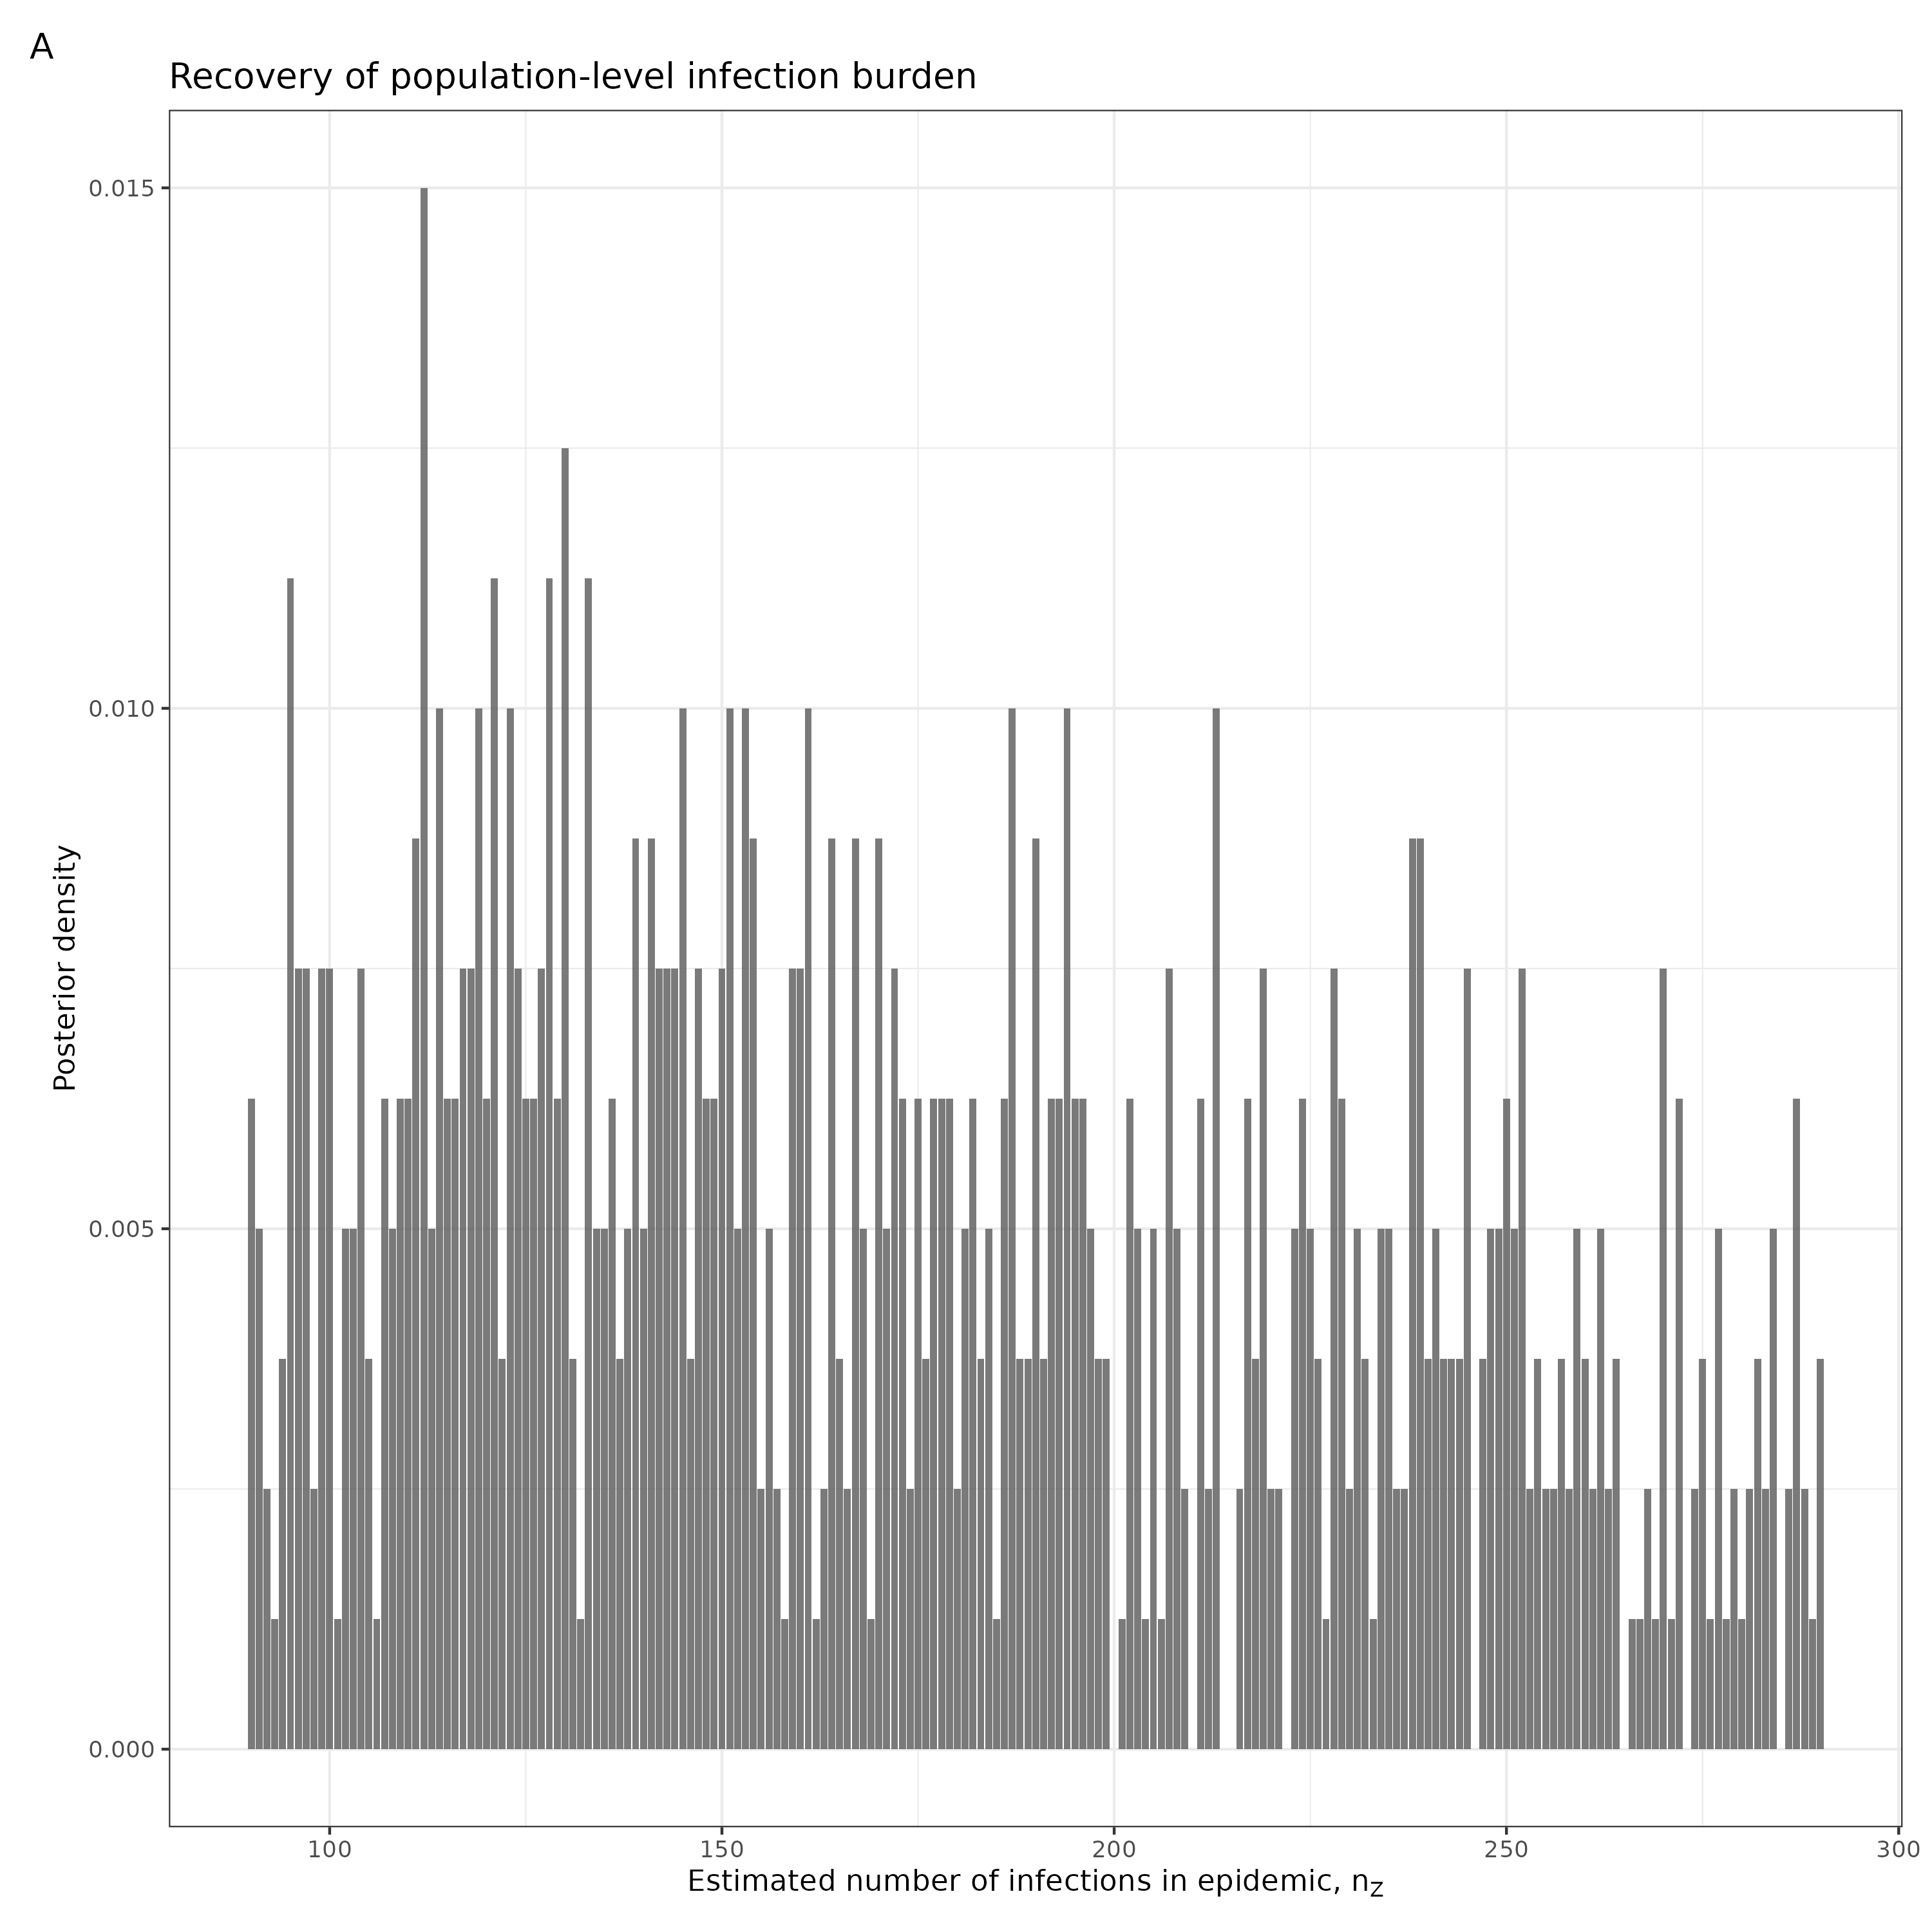 A
Recovery of population-level infection burden
0.015
0.010
0.005
0.000
Posterior density
100 150 200 250 300
Estimated number of infections in epidemic, nZ